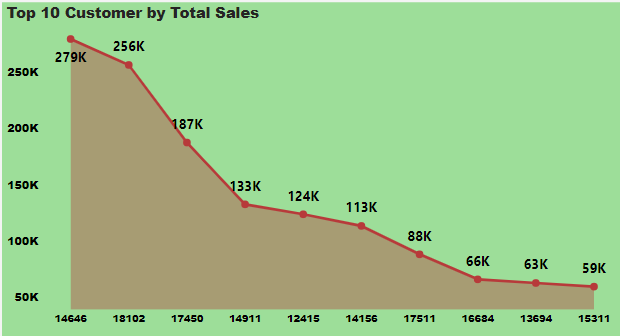 Top 10 Customer by Total Sales
279K
256K
187K
133K
124K
113K
88K
66K
63K
59K
250K
200K
150K
100K
50K
14646 18102 17450 14911 12415 14156 17511 16684 13694 15311